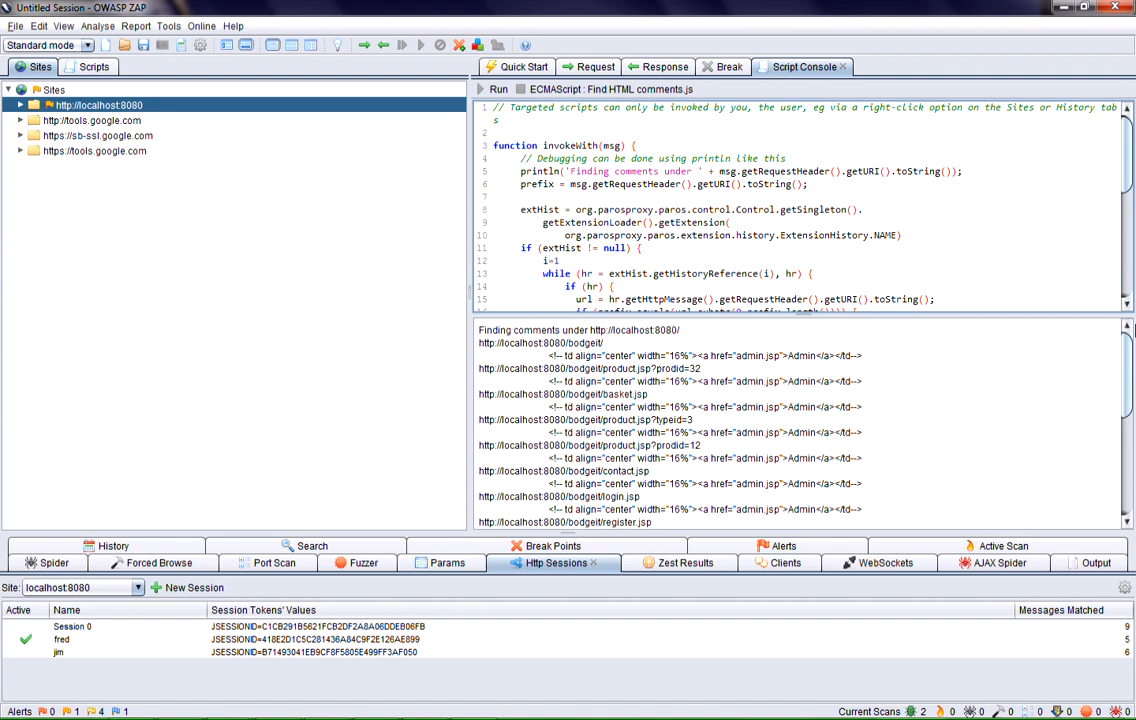 Untitled Session - OWASP ZAP
File Edit View Analyse Report Tools Online Help
Standard mode
Sites Scripts
Quick Start Request Response Break Script Console
Sites
http://localhost:8080
http://tools.google.com
https://sb-ssl.google.com
https://tools.google.com
Run ECMAScript : Find HTML comments.js
1 // Targeted scripts can only be invoked by you, the user, eg via a right-click option on the Sites or History tab
s
2
3 function invokeWith(msg) {
4 // Debugging can be done using println like this
5 println('Finding comments under ' + msg.getRequestHeader().getURI().toString());
6 prefix = msg.getRequestHeader().getURI().toString();
7
8 extHist = org.parosproxy.paros.control.Control.getSingleton().
9 getExtensionLoader().getExtension(
10 org.parosproxy.paros.extension.history.ExtensionHistory.NAME)
11 if (extHist != null) {
12 i=1
13 while (hr = extHist.getHistoryReference(i), hr) {
14 if (hr) {
15 url = hr.getHttpMessage().getRequestHeader().getURI().toString();
Finding comments under http://localhost:8080/
http://localhost:8080/bodgeit/
<!-- td align="center" width="16%"><a href="admin.jsp">Admin</a></td-->
http://localhost:8080/bodgeit/product.jsp?prodid=32
<!-- td align="center" width="16%"><a href="admin.jsp">Admin</a></td-->
http://localhost:8080/bodgeit/basket.jsp
<!-- td align="center" width="16%"><a href="admin.jsp">Admin</a></td-->
http://localhost:8080/bodgeit/product.jsp?typeid=3
<!-- td align="center" width="16%"><a href="admin.jsp">Admin</a></td-->
http://localhost:8080/bodgeit/product.jsp?prodid=12
<!-- td align="center" width="16%"><a href="admin.jsp">Admin</a></td-->
http://localhost:8080/bodgeit/contact.jsp
<!-- td align="center" width="16%"><a href="admin.jsp">Admin</a></td-->
http://localhost:8080/bodgeit/login.jsp
<!-- td align="center" width="16%"><a href="admin.jsp">Admin</a></td-->
http://localhost:8080/bodgeit/register.jsp
History Search Break Points Alerts Active Scan
Spider Forced Browse Port Scan Fuzzer Params Http Sessions Zest Results Clients WebSockets AJAX Spider Output
Site: localhost:8080 New Session
Active Name Session Tokens' Values Messages Matched
Session 0 JSESSIONID=C1CB291B5621FCB2DF2A8A06DDEB06FB 9
fred JSESSIONID=418E2D1C5C281436A84C9F2E126AE899 5
jim JSESSIONID=B71493041EB9CF8F5805E499FF3AF050 6
Alerts 0 1 4 1 Current Scans 2 0 0 0 0 0 0 0